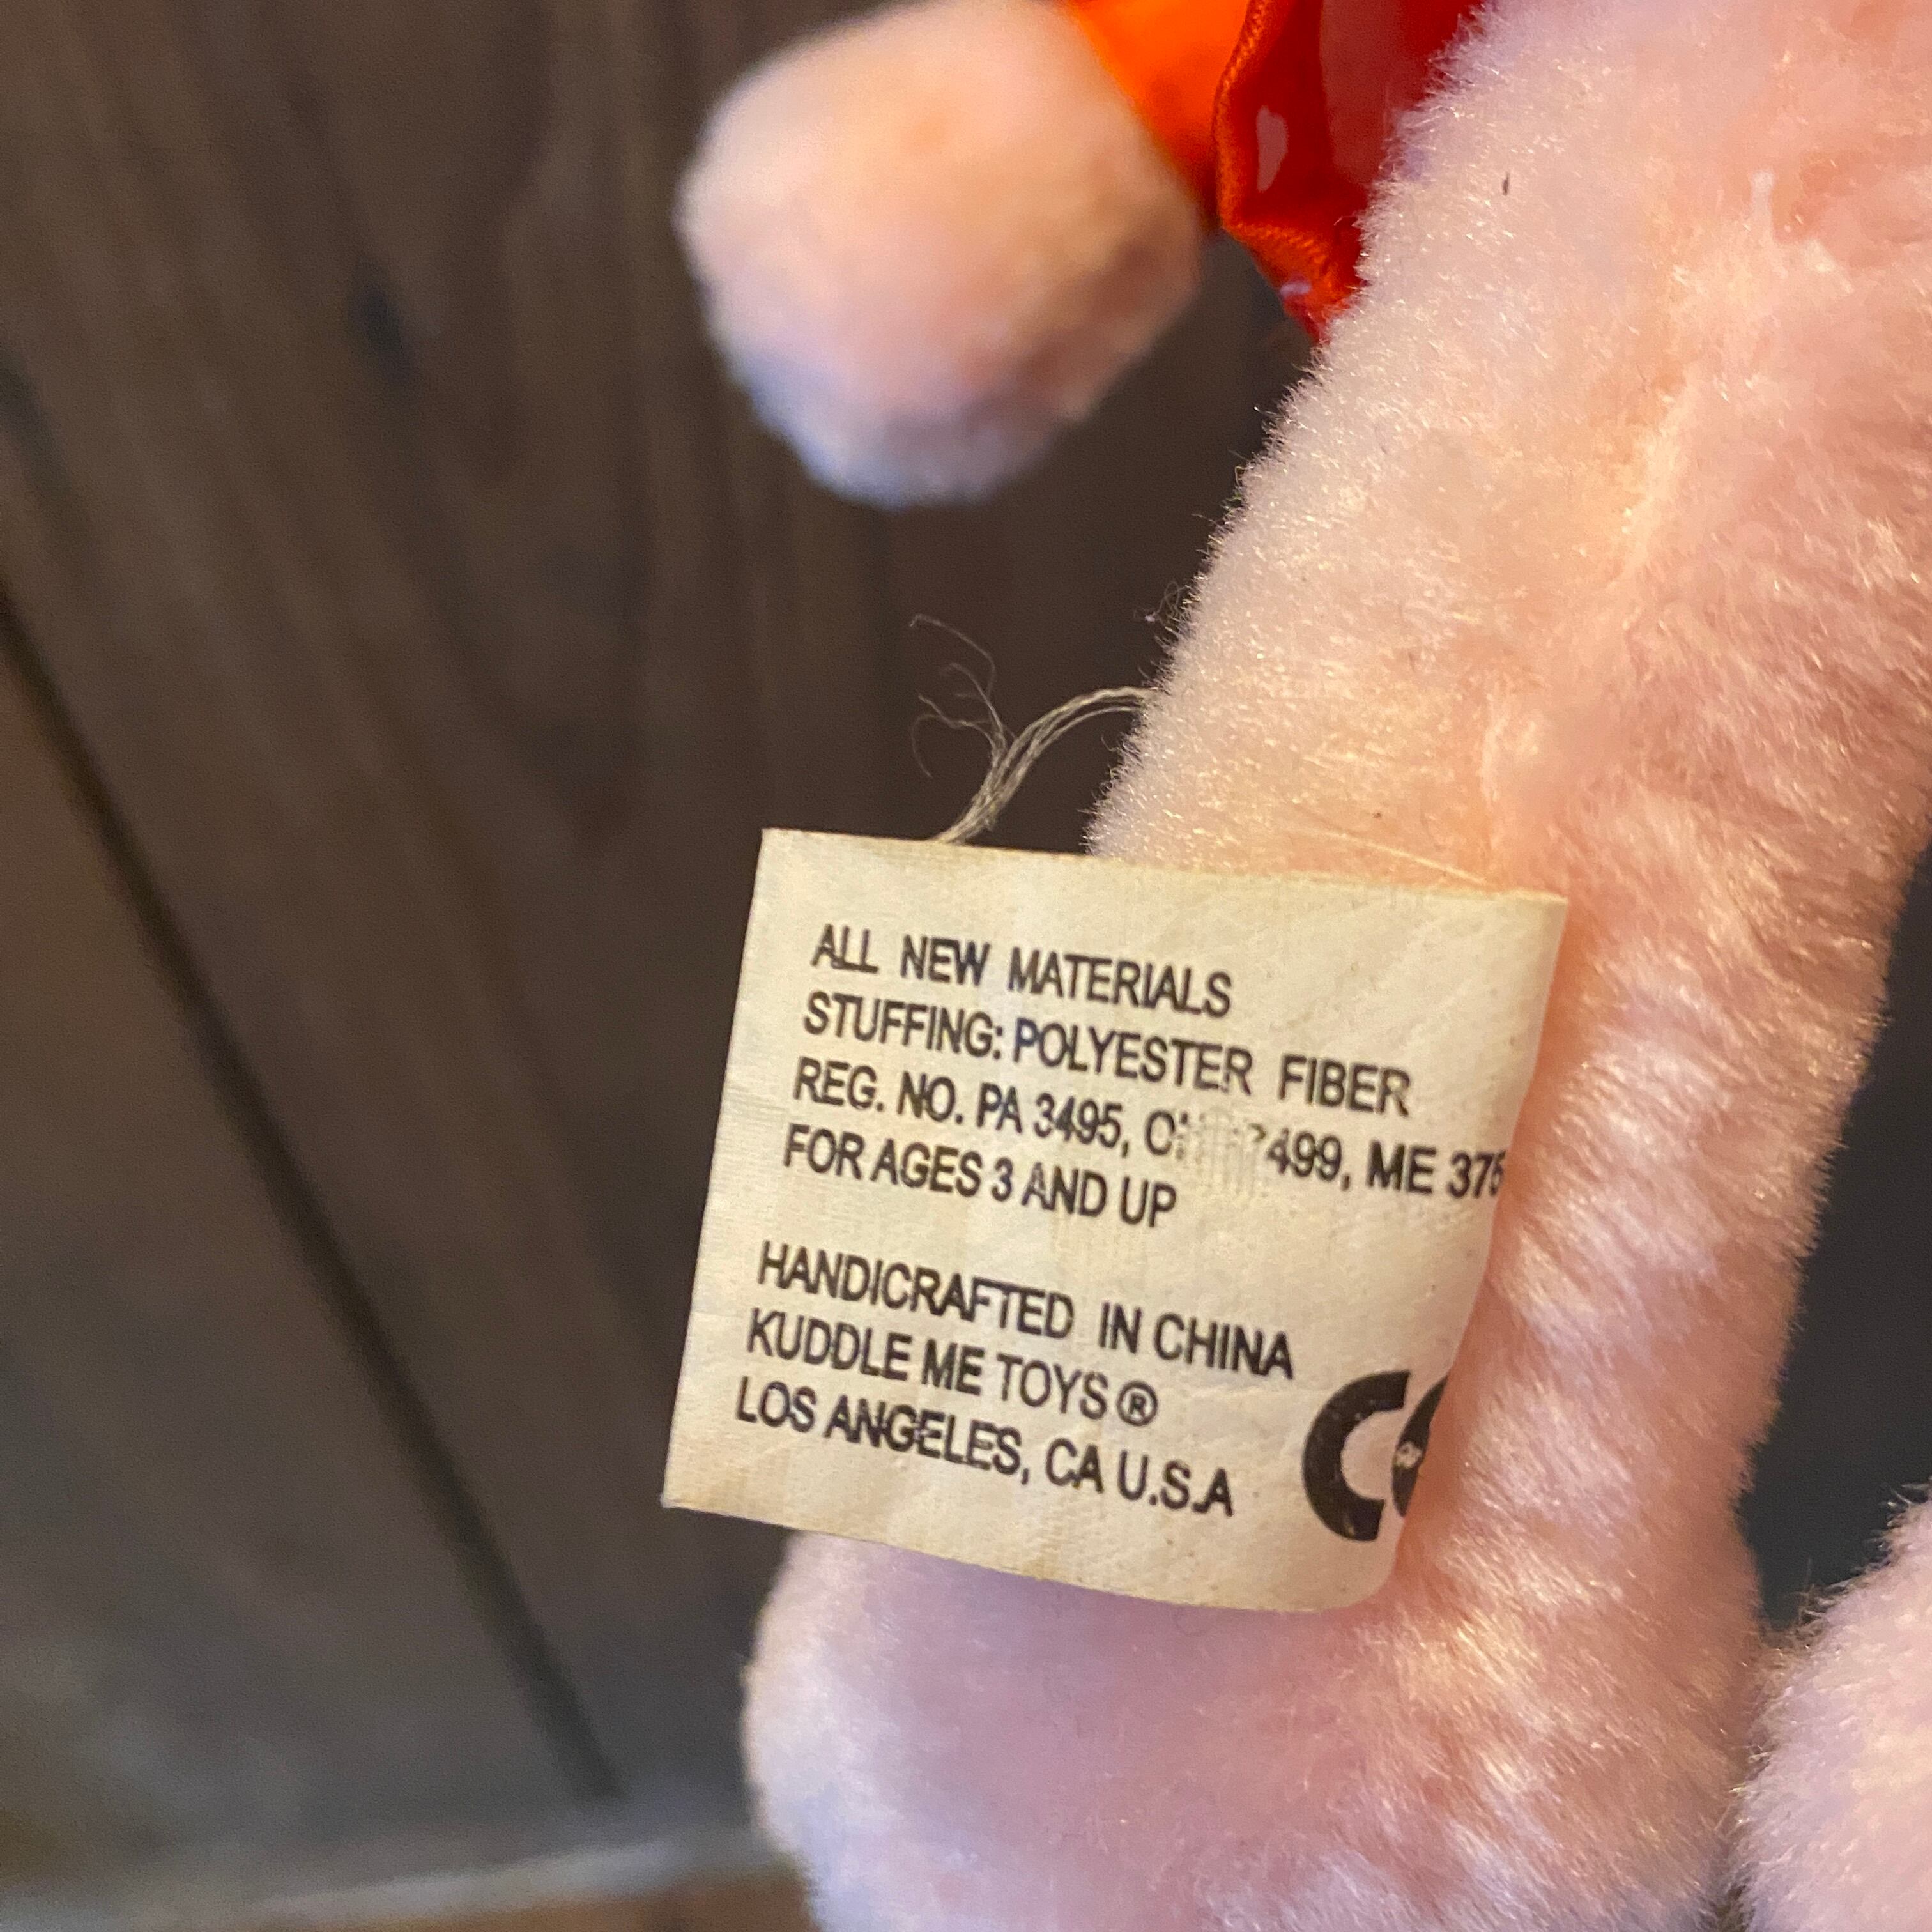 ALL NEW MATERIALS
STUFFING: POLYESTER FIBER
REG. NO. PA 3495, ME
FOR AGES 3 AND UP
HANDICRAFTED IN CHINA
KUDDLE ME TOYS®
LOS ANGELES, CA U.S.A